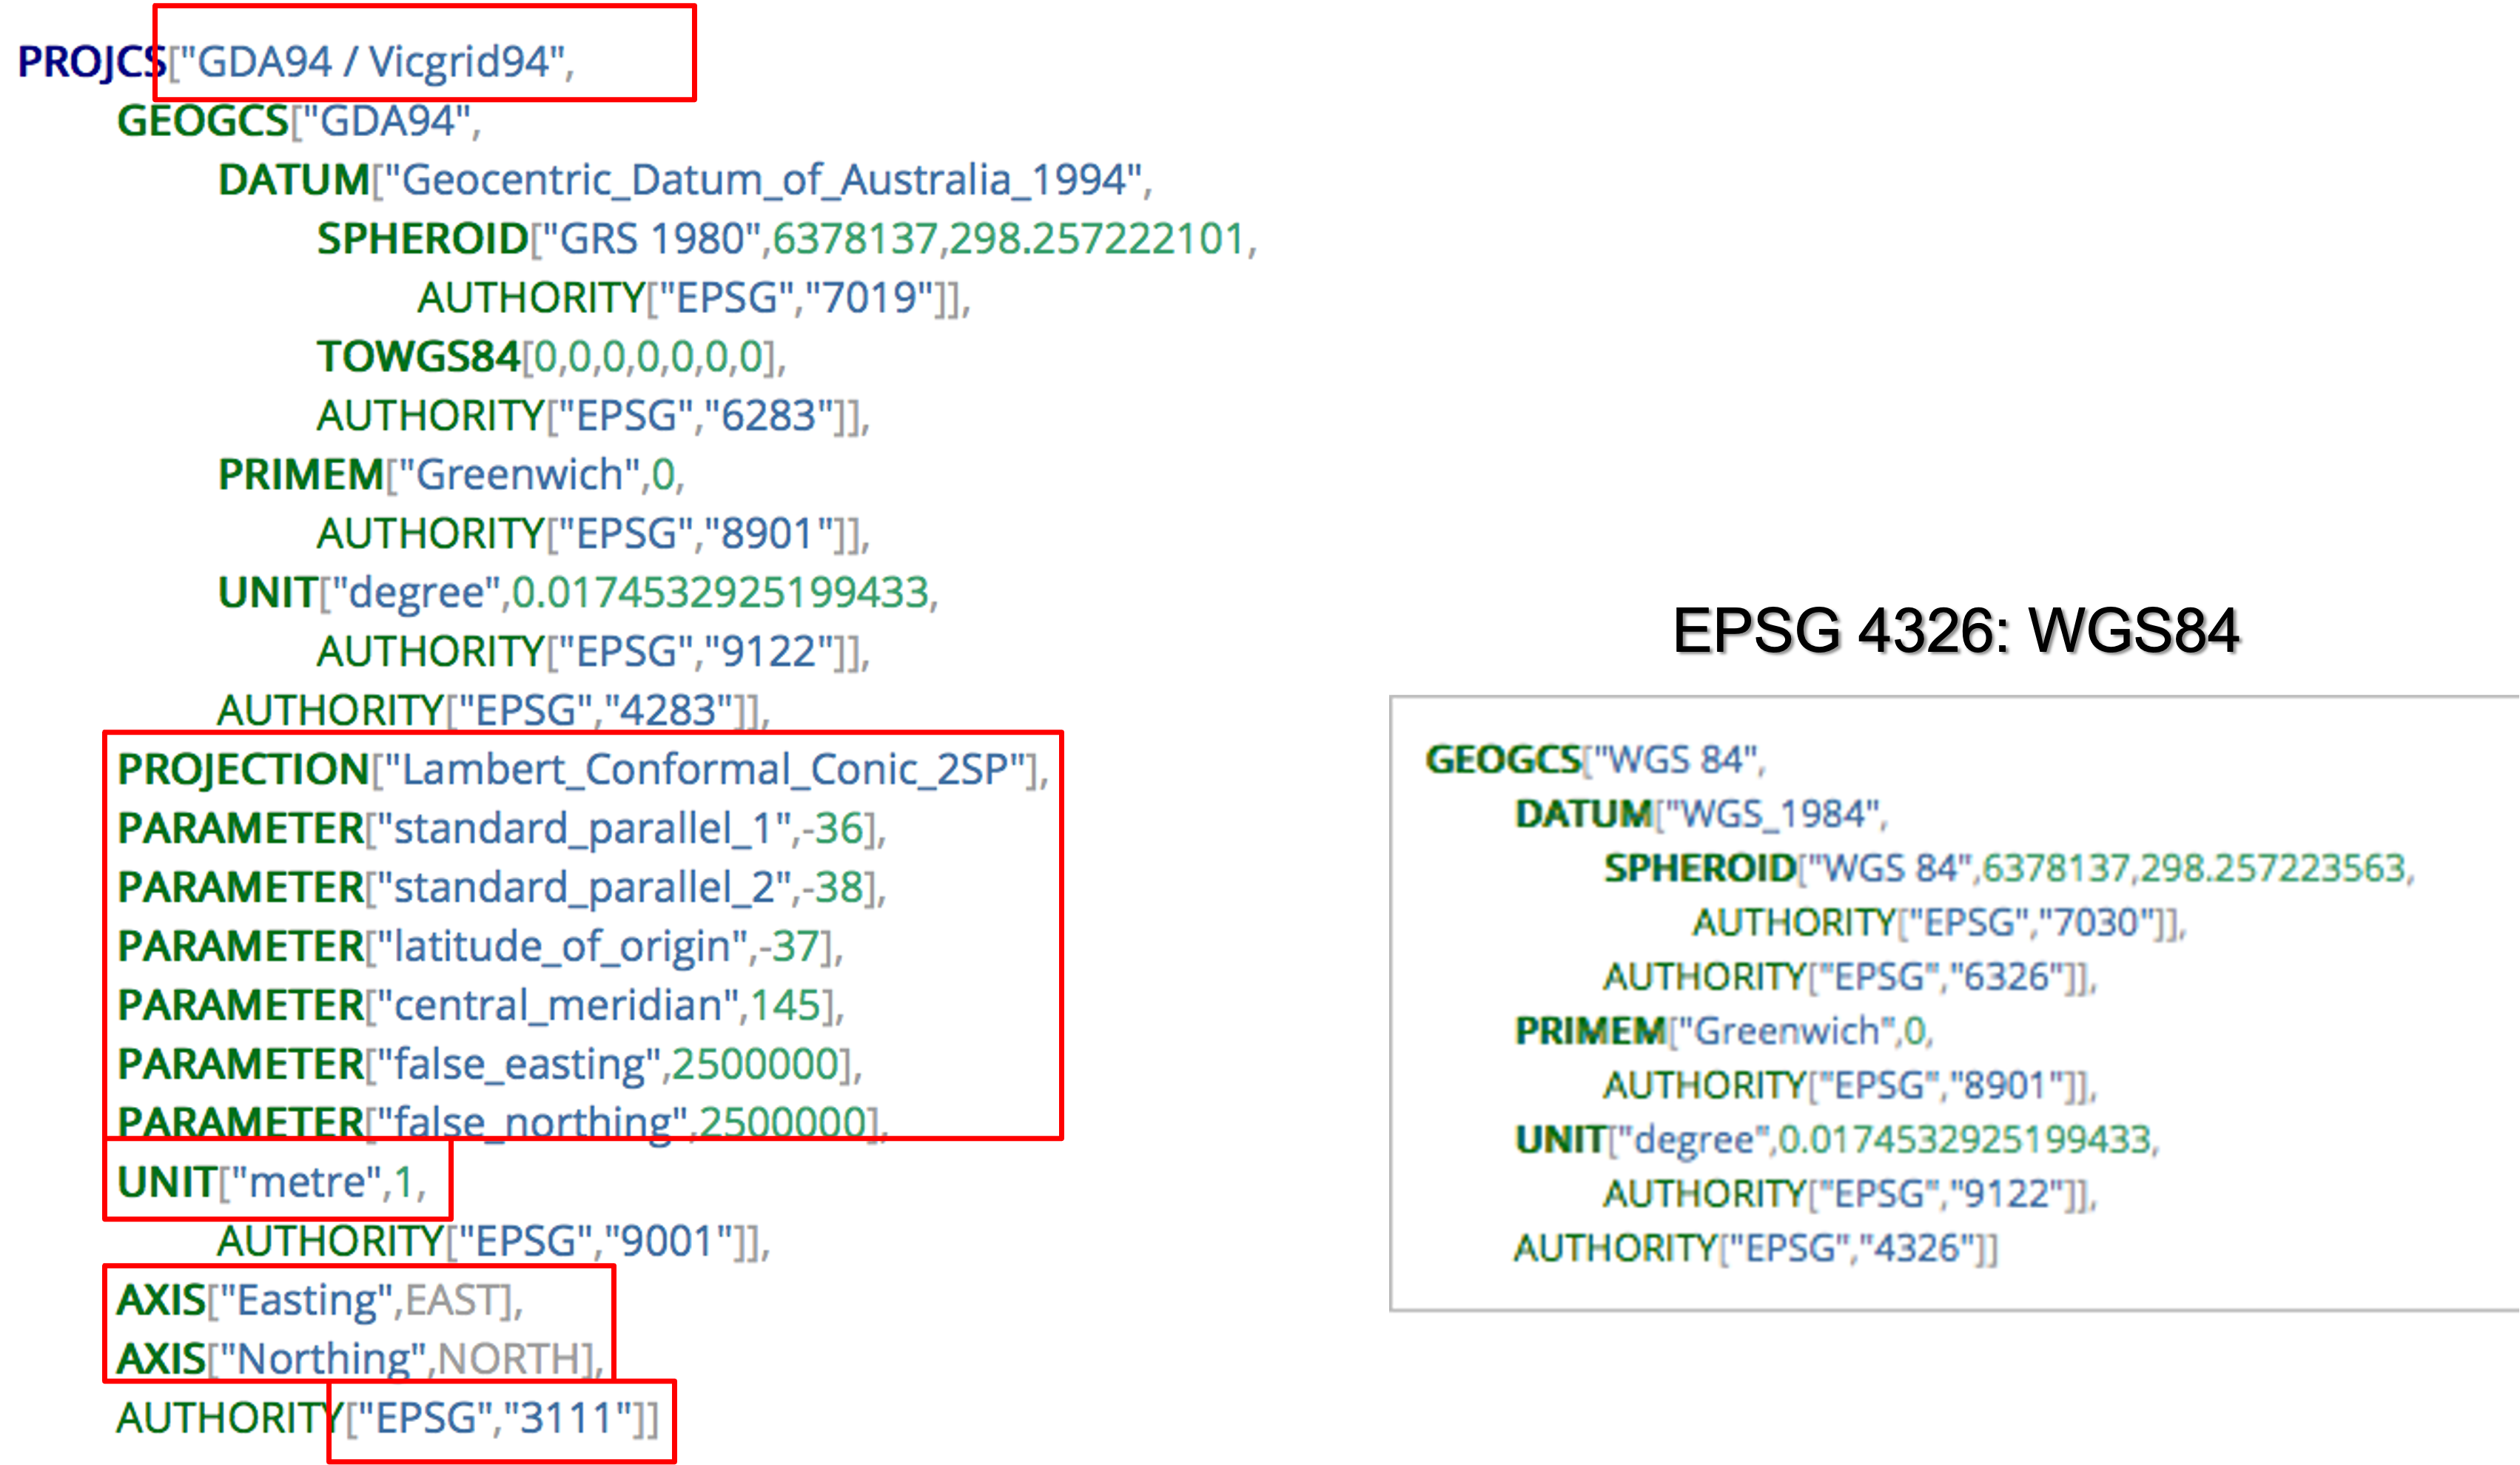 PROJCS["GDA94 / Vicgrid94",
GEOGCS["GDA94",
DATUM["Geocentric_Datum_of_Australia_1994",
SPHEROID["GRS 1980",6378137,298.257222101,
AUTHORITY["EPSG","7019"]],
TOWGS84[0,0,0,0,0,0,0],
AUTHORITY["EPSG","6283"]],
PRIMEM["Greenwich",0,
AUTHORITY["EPSG","8901"]],
UNIT["degree",0.0174532925199433,
AUTHORITY["EPSG","9122"]],
AUTHORITY["EPSG","4283"]],
PROJECTION["Lambert_Conformal_Conic_2SP"],
PARAMETER["standard_parallel_1",-36],
PARAMETER["standard_parallel_2",-38],
PARAMETER["latitude_of_origin",-37],
PARAMETER["central_meridian",145],
PARAMETER["false_easting",2500000],
PARAMETER["false_northing",2500000],
UNIT["metre",1,
AUTHORITY["EPSG","9001"]],
AXIS["Easting",EAST],
AXIS["Northing",NORTH],
AUTHORITY["EPSG","3111"]]
EPSG 4326: WGS84
GEOGCS["WGS 84",
DATUM["WGS_1984",
SPHEROID["WGS 84",6378137,298.257223563,
AUTHORITY["EPSG","7030"]],
AUTHORITY["EPSG","6326"]],
PRIMEM["Greenwich",0,
AUTHORITY["EPSG","8901"]],
UNIT["degree",0.0174532925199433,
AUTHORITY["EPSG","9122"]],
AUTHORITY["EPSG","4326"]]